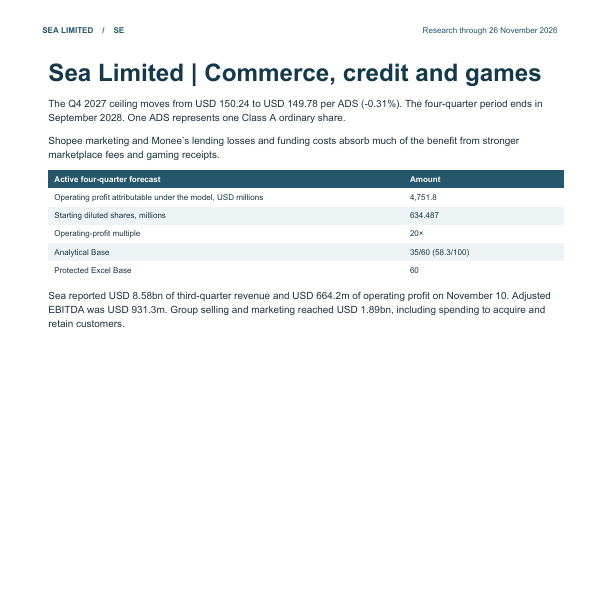 SEA LIMITED / SE
Research through 26 November 2026
Sea Limited | Commerce, credit and games
The Q4 2027 ceiling moves from USD 150.24 to USD 149.78 per ADS (-0.31%). The four-quarter period ends in
September 2028. One ADS represents one Class A ordinary share.
Shopee marketing and Monee’s lending losses and funding costs absorb much of the benefit from stronger
marketplace fees and gaming receipts.
Active four-quarter forecast Amount
Operating profit attributable under the model, USD millions 4,751.8
Starting diluted shares, millions 634.487
Operating-profit multiple 20×
Analytical Base 35/60 (58.3/100)
Protected Excel Base 60
Sea reported USD 8.58bn of third-quarter revenue and USD 664.2m of operating profit on November 10. Adjusted
EBITDA was USD 931.3m. Group selling and marketing reached USD 1.89bn, including spending to acquire and
retain customers.